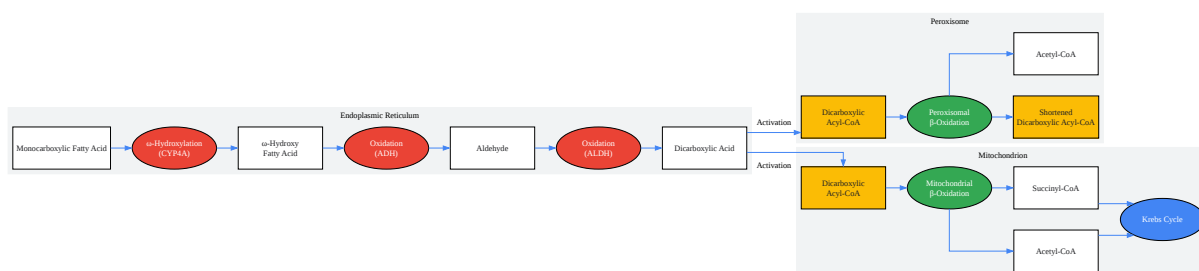 Peroxisome
Acetyl-CoA
Endoplasmic Reticulum
Monocarboxylic Fatty Acid
ω-Hydroxylation
(CYP4A)
ω-Hydroxy
Fatty Acid
Oxidation
(ADH)
Aldehyde
Oxidation
(ALDH)
Dicarboxylic Acid
Activation
Dicarboxylic
Acyl-CoA
Peroxisomal
β-Oxidation
Shortened
Dicarboxylic Acyl-CoA
Activation
Mitochondrion
Dicarboxylic
Acyl-CoA
Mitochondrial
β-Oxidation
Succinyl-CoA
Krebs Cycle
Acetyl-CoA